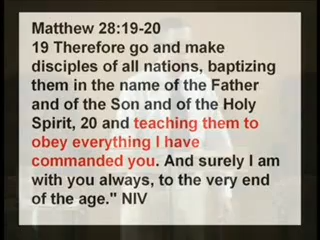 Matthew 28:19-20
19 Therefore go and make
disciples of all nations, baptizing
them in the name of the Father
and of the Son and of the Holy
Spirit, 20 and teaching them to
obey everything I have
commanded you. And surely I am
with you always, to the very end
of the age." NIV